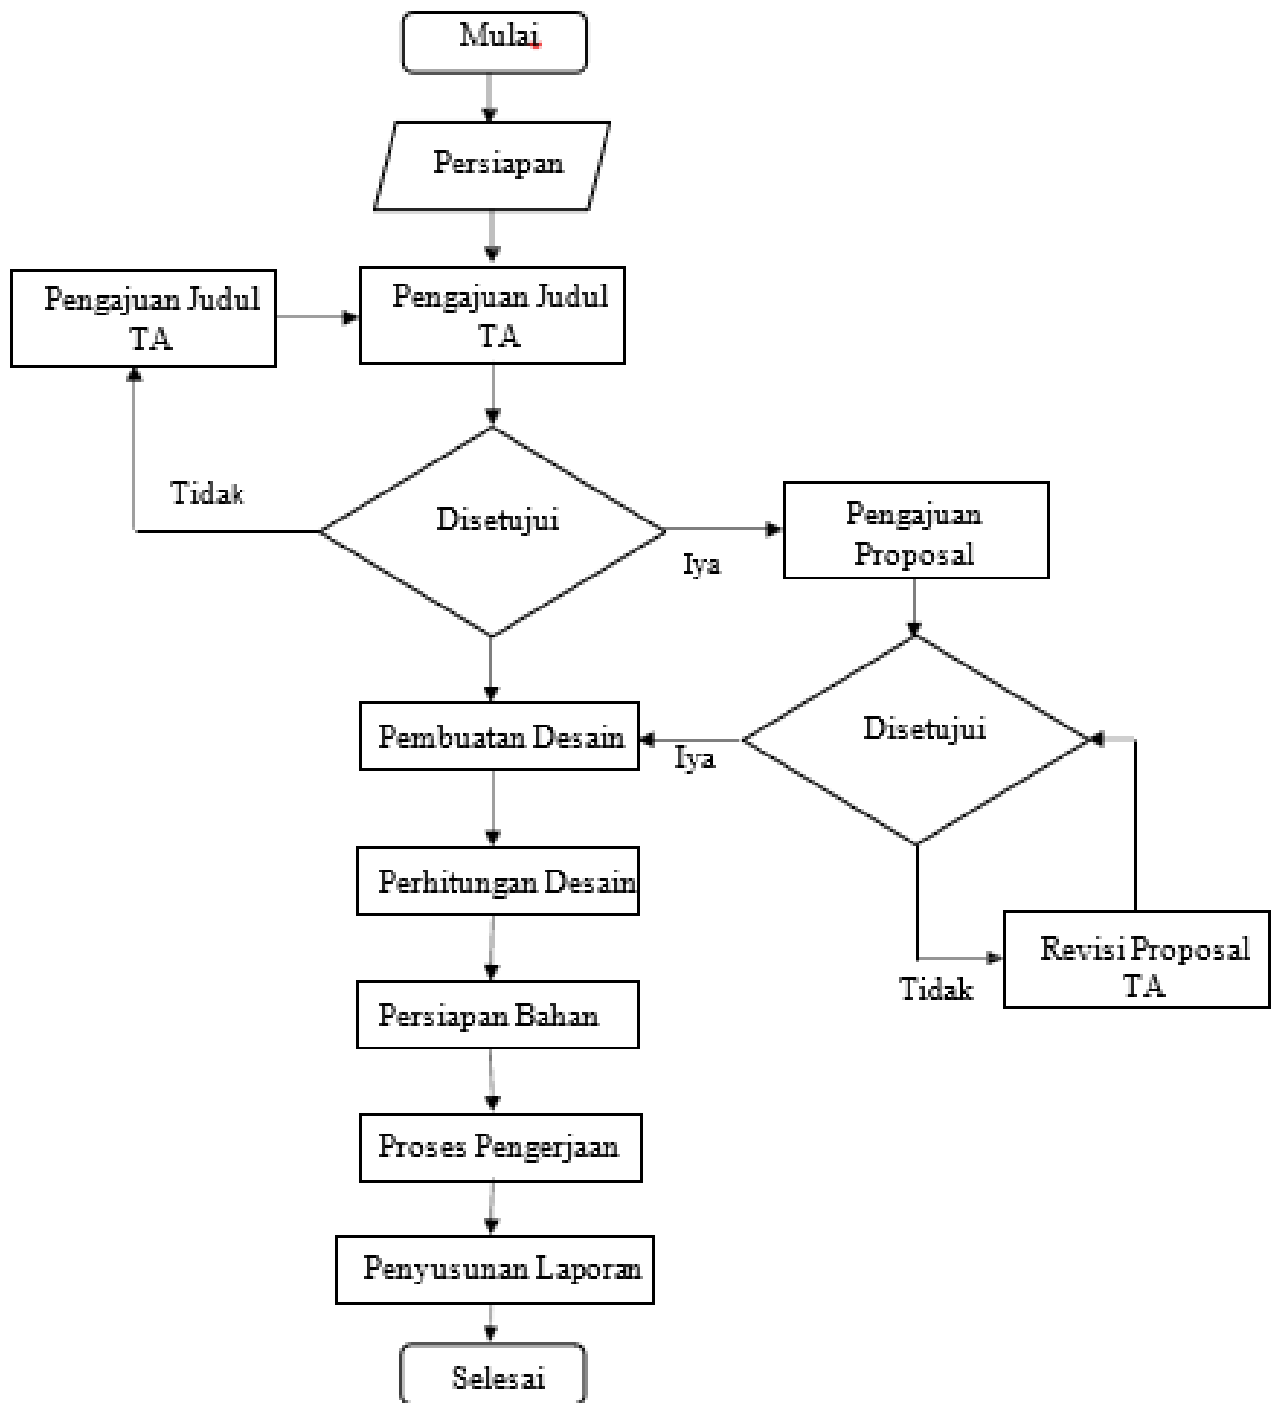 Mulai
Persiapan
Pengajuan Judul
TA
Pengajuan Judul
TA
Tidak
Disetujui
Iya
Pengajuan
Proposal
Pembuatan Desain
Iya
Disetujui
Perhitungan Desain
Tidak
Revisi Proposal
TA
Persiapan Bahan
Proses Pengerjaan
Penyusunan Laporan
Selesai